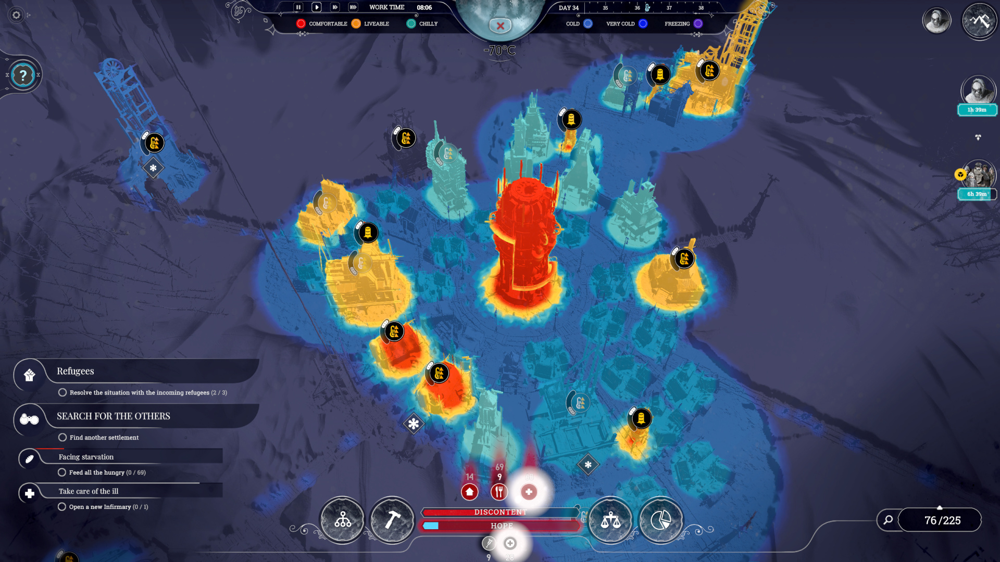 WORK TIME 08:06
DAY 34 35 36 37 38
COMFORTABLE LIVEABLE CHILLY
COLD VERY COLD FREEZING
-70°C
?
1h 39m
6h 39m
Refugees
Resolve the situation with the incoming refugees (2 / 3)
SEARCH FOR THE OTHERS
Find another settlement
Facing starvation
Feed all the hungry (0 / 69)
Take care of the ill
Open a new Infirmary (0 / 1)
69
14 9
DISCONTENT
HOPE
9 28
76/225